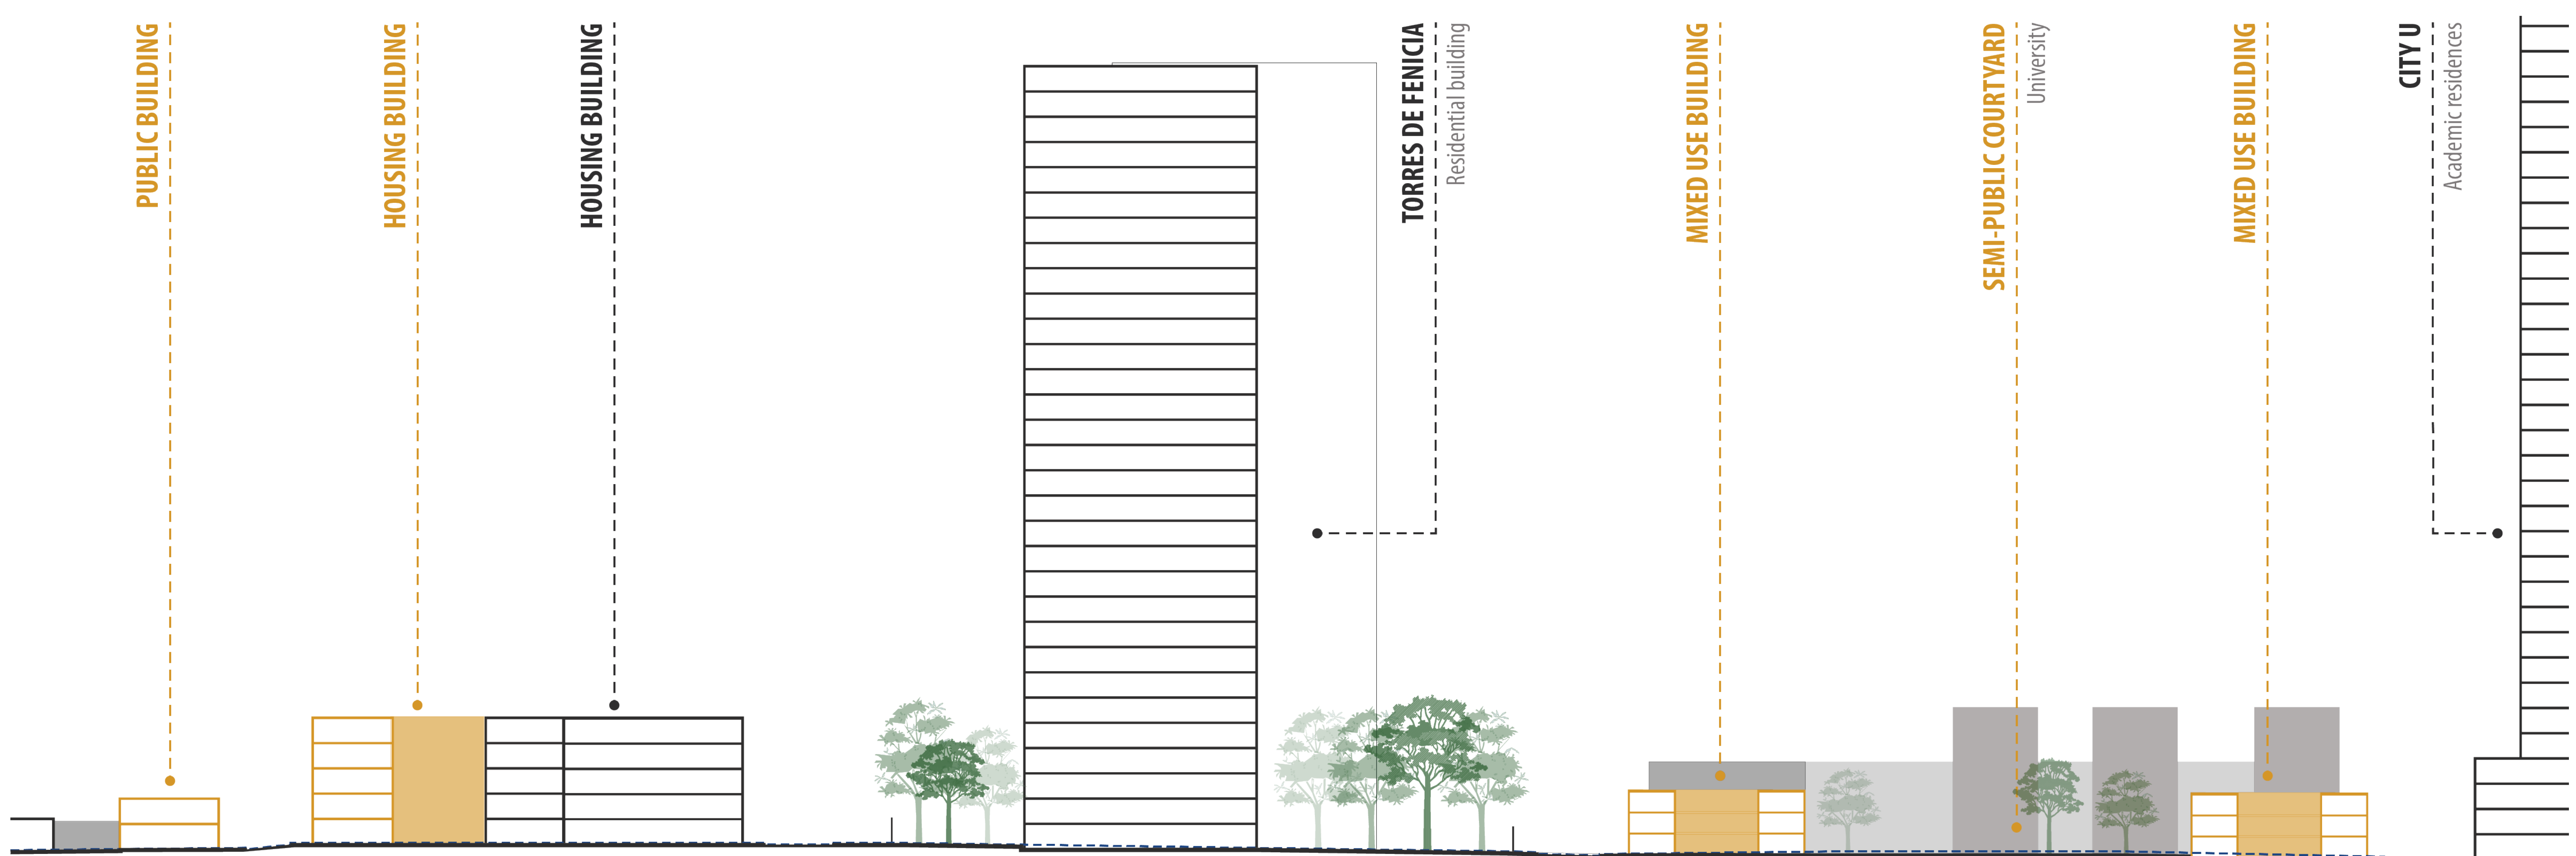 PUBLIC BUILDING
HOUSING BUILDING
HOUSING BUILDING
TORRES DE FENICIA
Residential building
MIXED USE BUILDING
SEMI-PUBLIC COURTYARD
University
MIXED USE BUILDING
CITY U
Academic residences